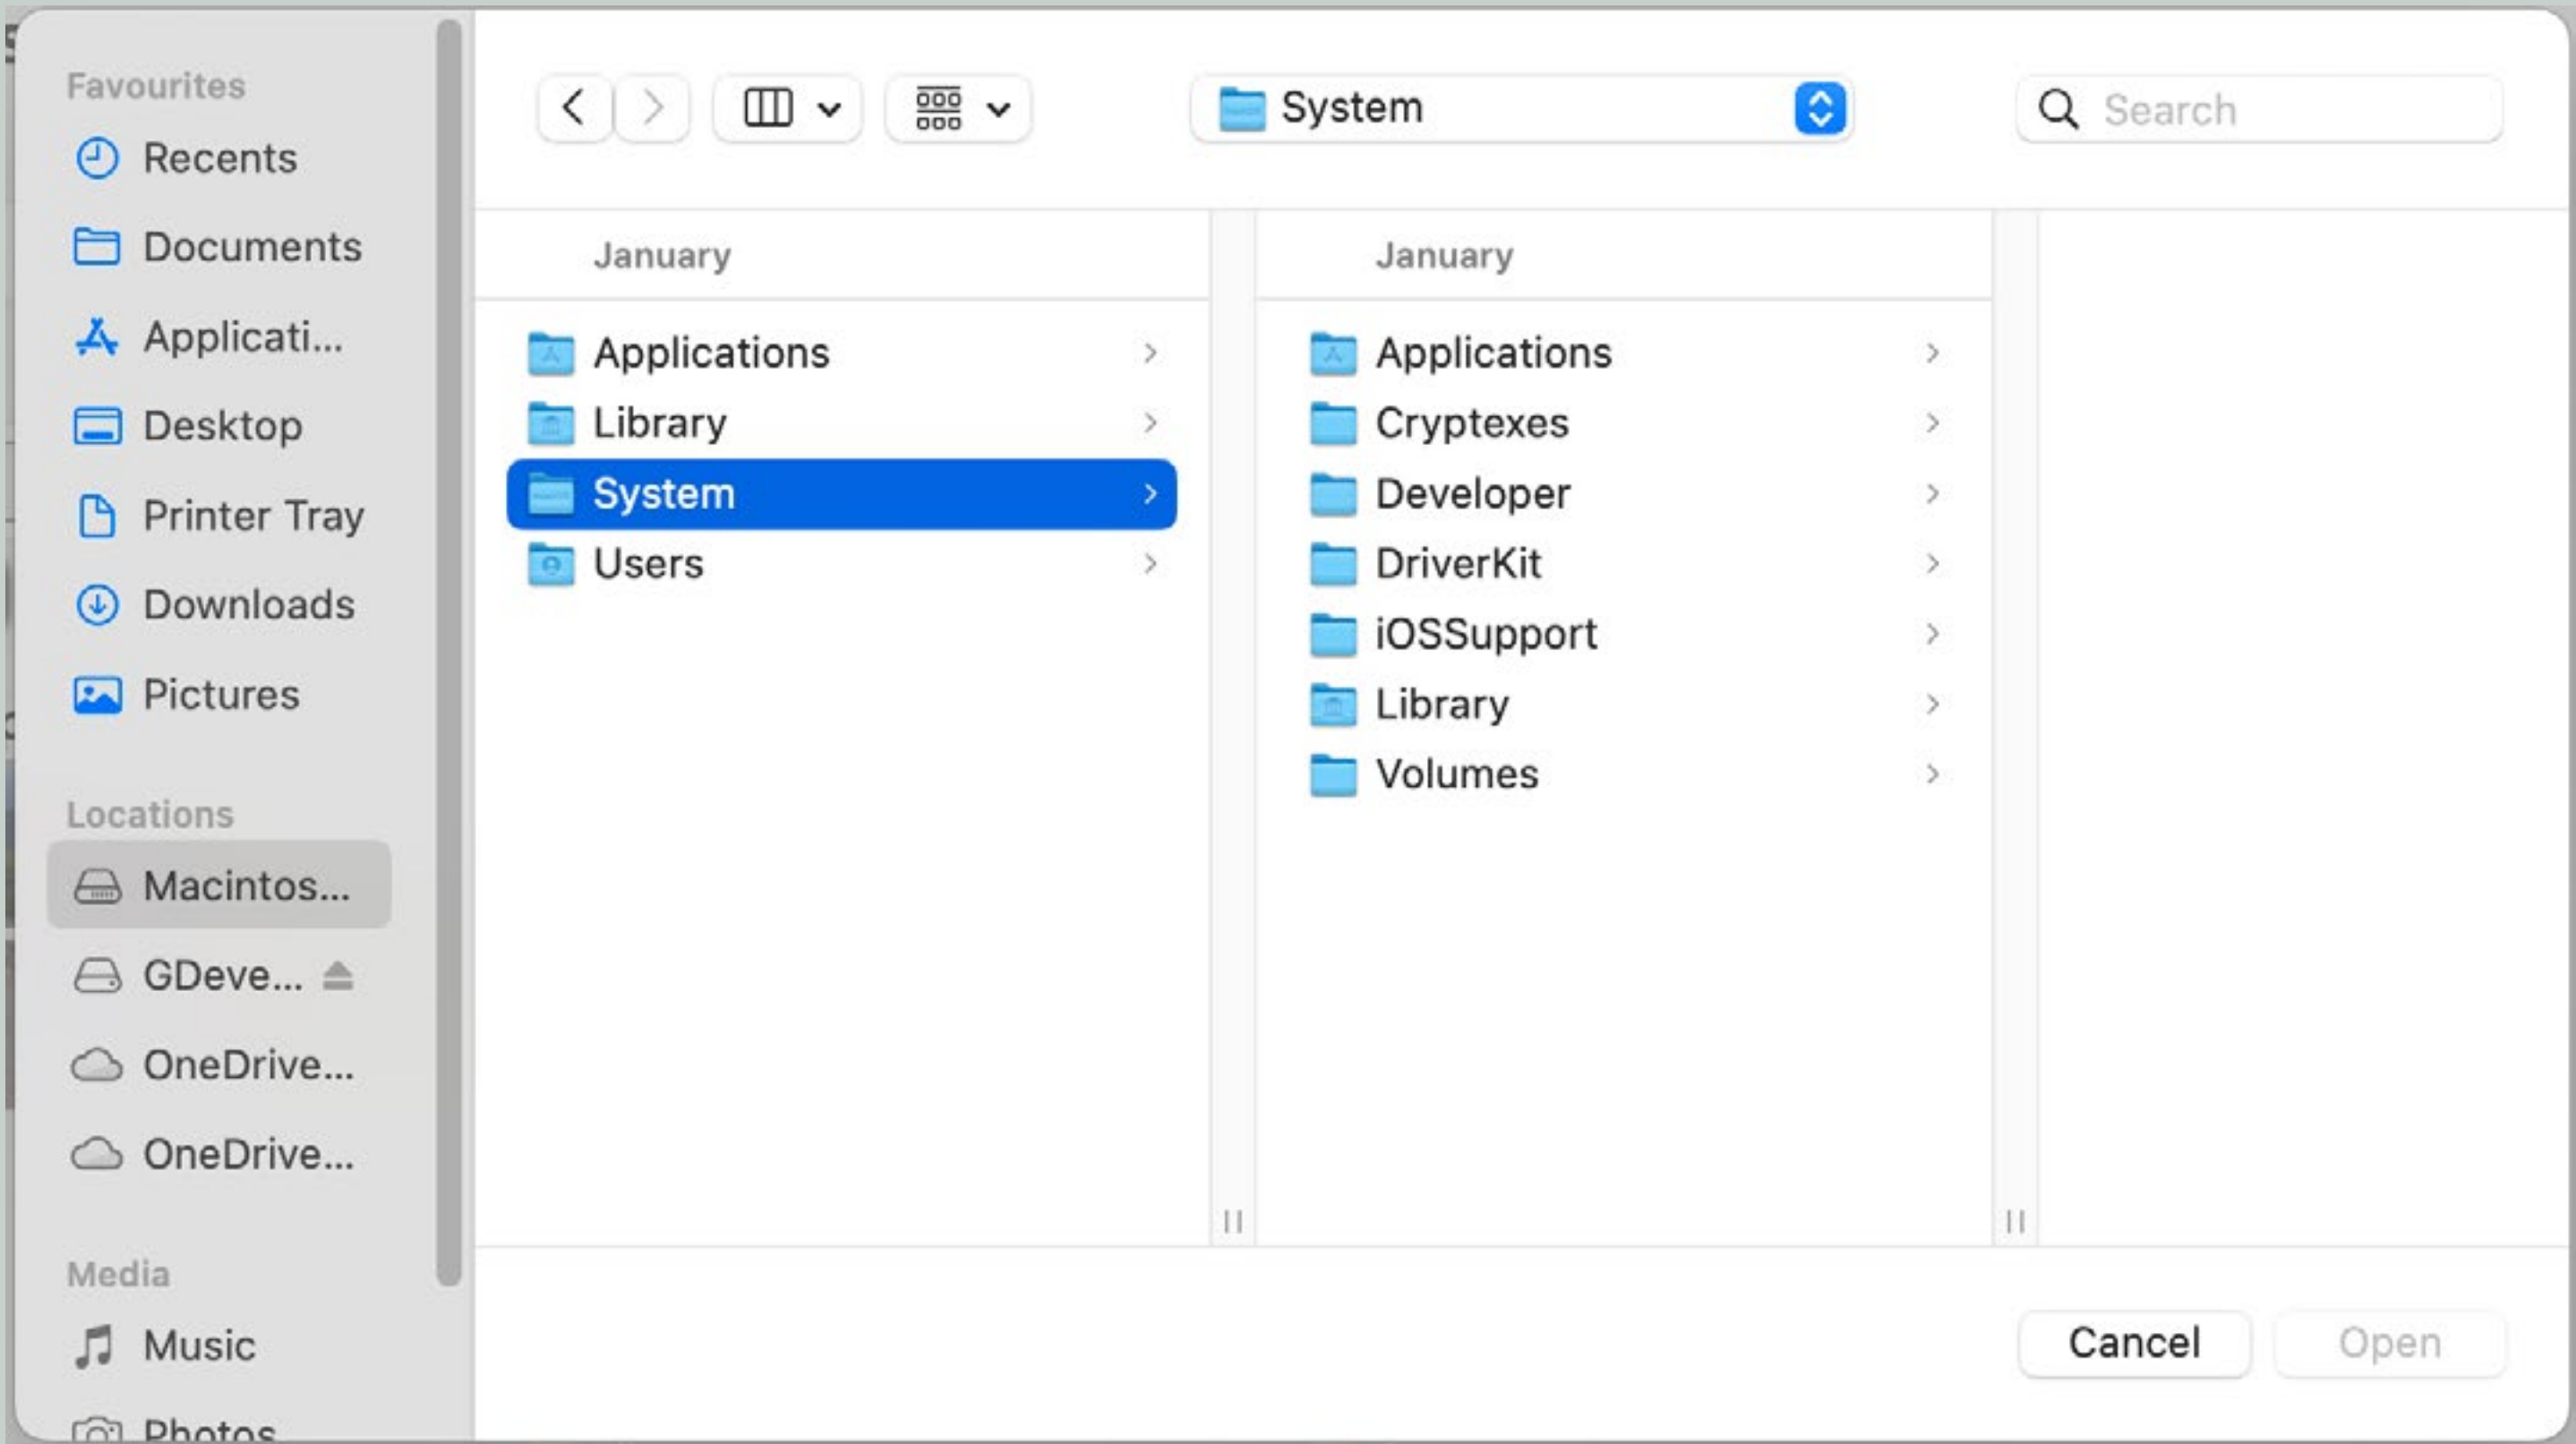 Favourites
Recents
Documents
Applicati...
Desktop
Printer Tray
Downloads
Pictures
Locations
Macintos...
GDeve...
OneDrive...
OneDrive...
Media
Music
Photos
System
Search
January
Applications
Library
System
Users
January
Applications
Cryptexes
Developer
DriverKit
iOSSupport
Library
Volumes
Cancel
Open